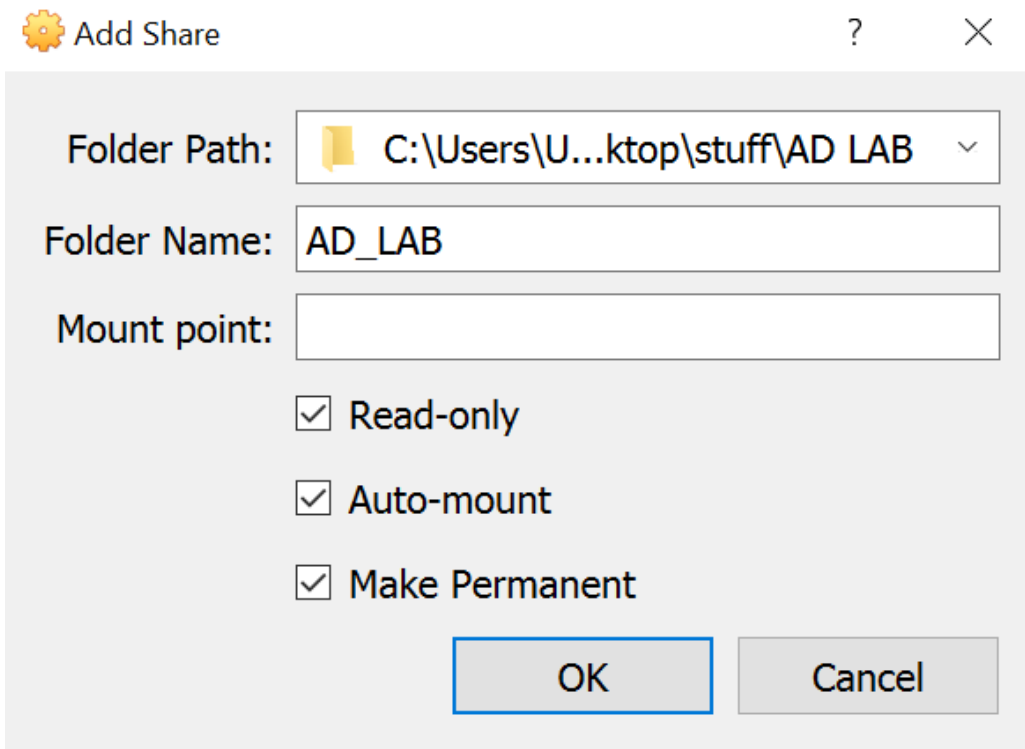 Add Share ?
Folder Path: C:\Users\U...ktop\stuff\AD LAB
Folder Name: AD_LAB
Mount point:
Read-only
Auto-mount
Make Permanent
OK Cancel